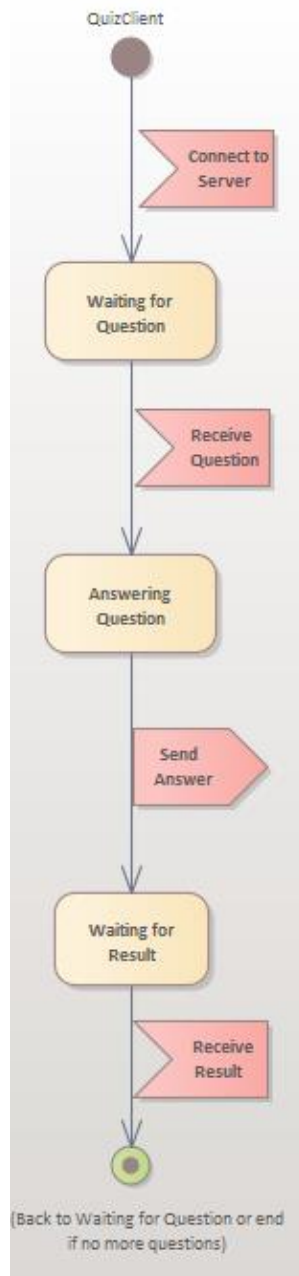 QuizClient
Connect to
Server
Waiting for
Question
Receive
Question
Answering
Question
Send
Answer
Waiting for
Result
Receive
Result
(Back to Waiting for Question or end
if no more questions)